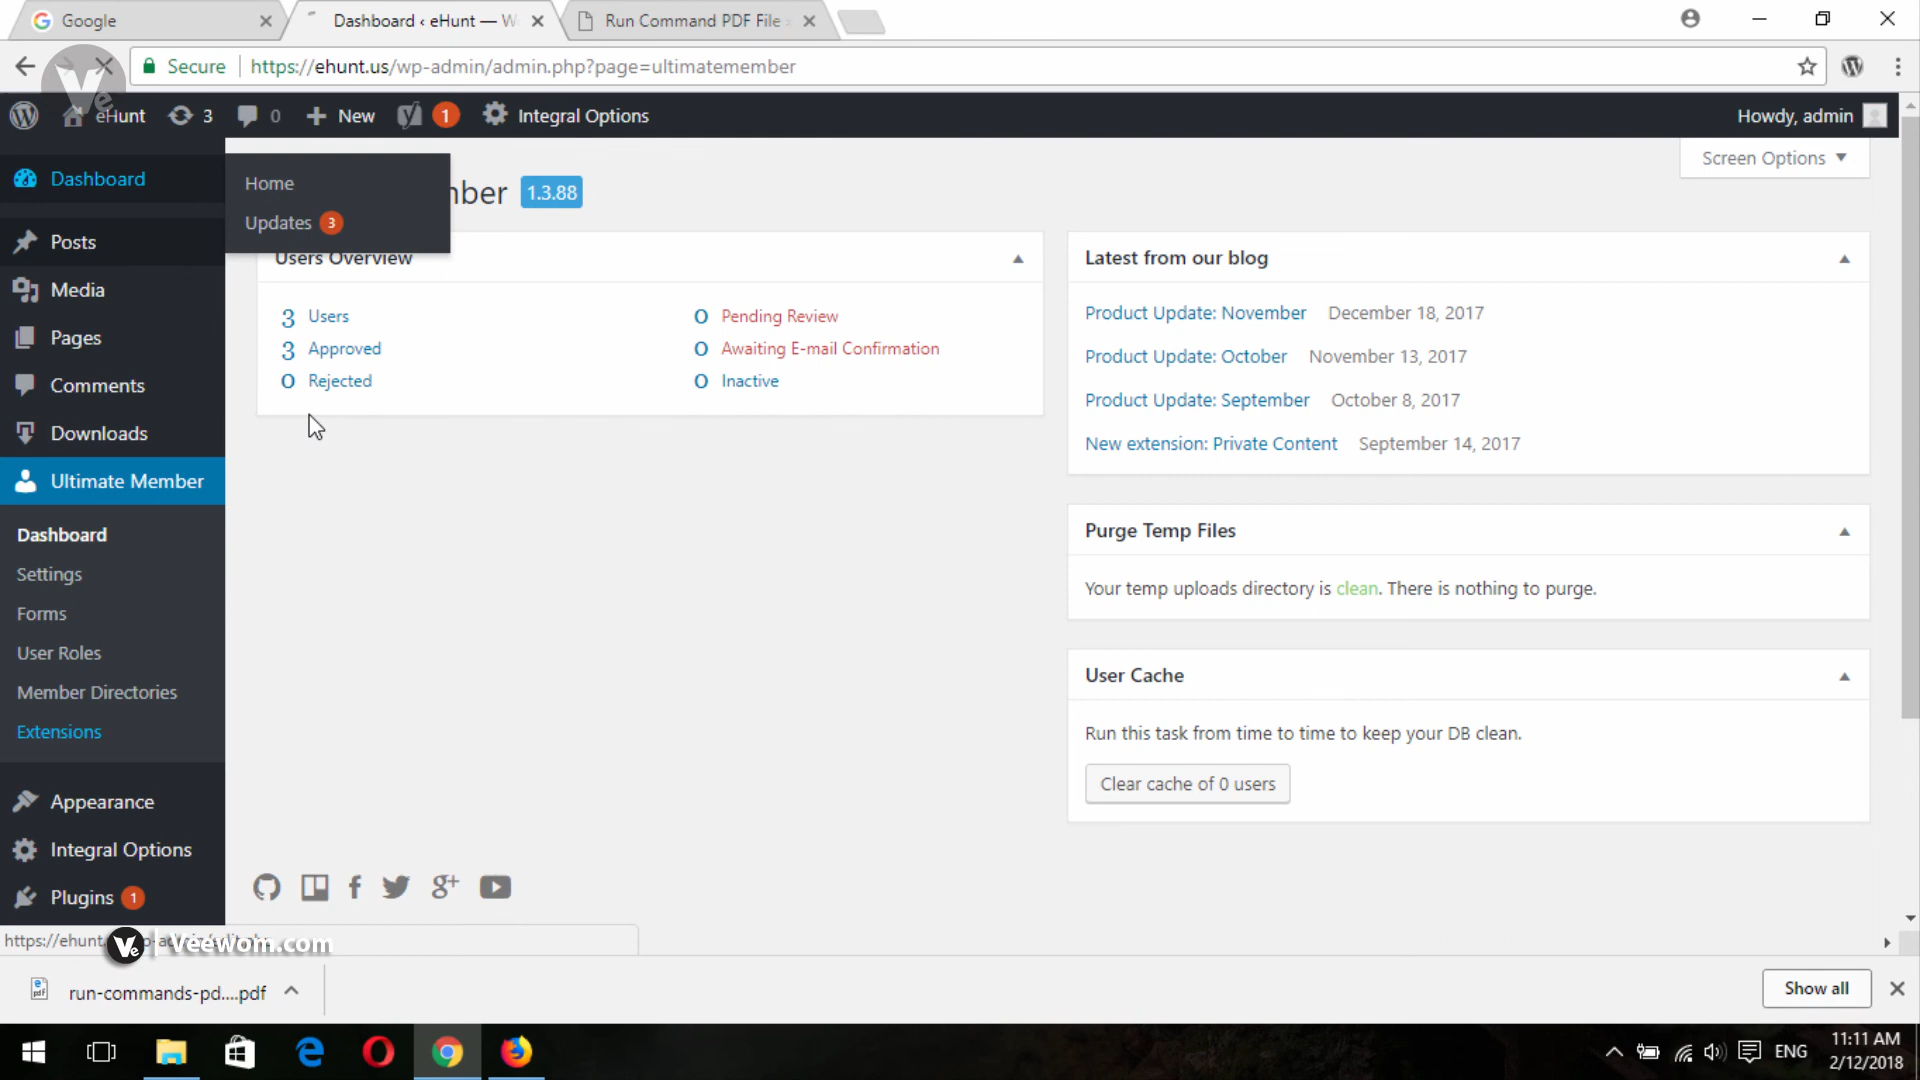 Google
Dashboard ‹ eHunt — W
Run Command PDF File
Secure
https://ehunt.us/wp-admin/admin.php?page=ultimatemember
eHunt
3
0
New
1
Integral Options
Howdy, admin
Screen Options
Dashboard
Home
Updates 3
Posts
Media
Pages
Comments
Downloads
Ultimate Member
Dashboard
Settings
Forms
User Roles
Member Directories
Extensions
Appearance
Integral Options
Plugins 1
mber 1.3.88
Users Overview
3 Users
3 Approved
0 Rejected
0 Pending Review
0 Awaiting E-mail Confirmation
0 Inactive
Latest from our blog
Product Update: November December 18, 2017
Product Update: October November 13, 2017
Product Update: September October 8, 2017
New extension: Private Content September 14, 2017
Purge Temp Files
Your temp uploads directory is clean. There is nothing to purge.
User Cache
Run this task from time to time to keep your DB clean.
Clear cache of 0 users
https://ehunt.
Ve | Veewom.com
run-commands-pd....pdf
Show all
ENG
11:11 AM
2/12/2018